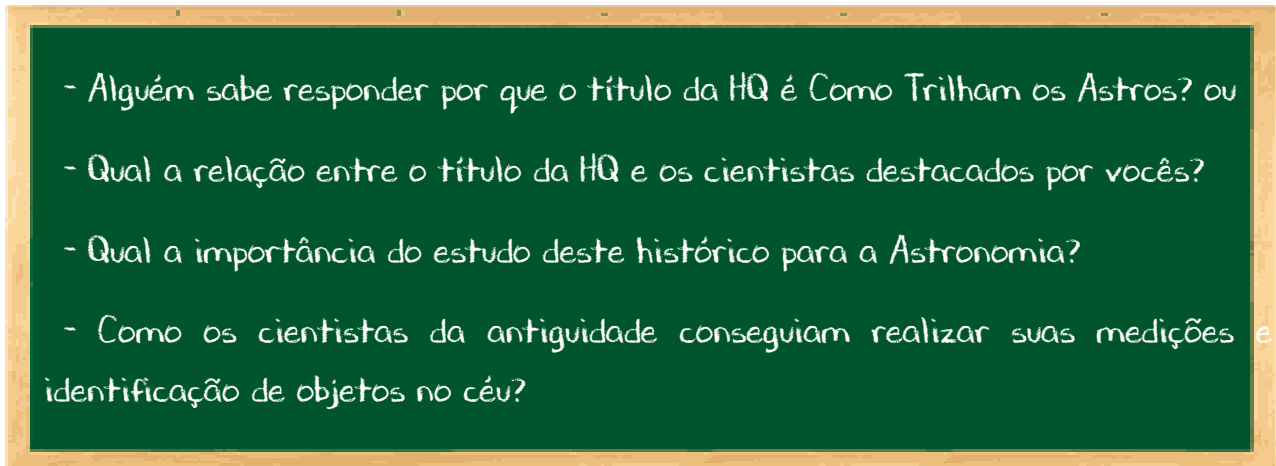 - Alguém sabe responder por que o título da HQ é Como Trilham os Astros? ou
- Qual a relação entre o título da HQ e os cientistas destacados por vocês?
- Qual a importância do estudo deste histórico para a Astronomia?
- Como os cientistas da antiguidade conseguiam realizar suas medições e
identificação de objetos no céu?